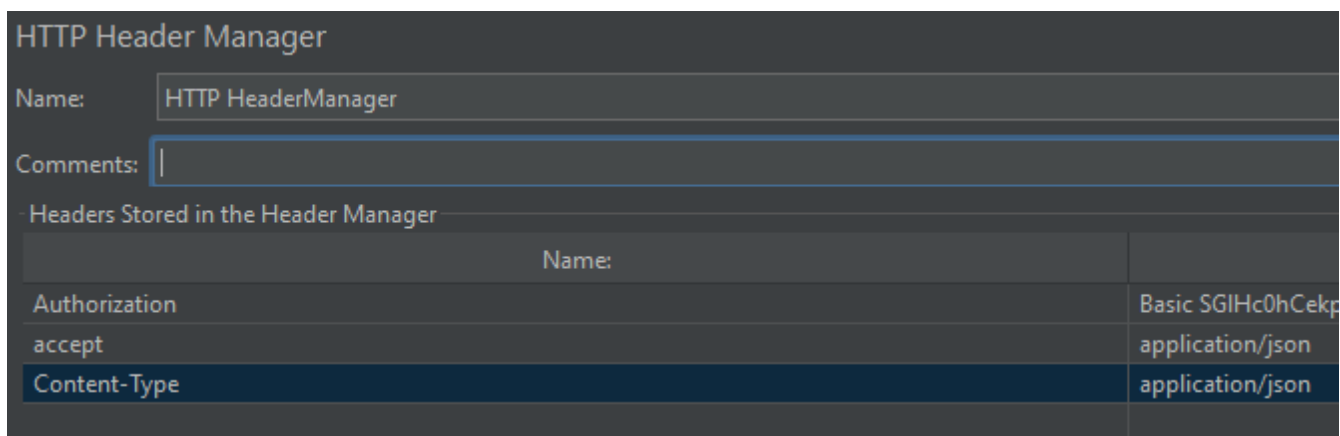 HTTP Header Manager
Name: HTTP HeaderManager
Comments:
Headers Stored in the Header Manager
Name:
Authorization Basic SGlHc0hCekp
accept application/json
Content-Type application/json